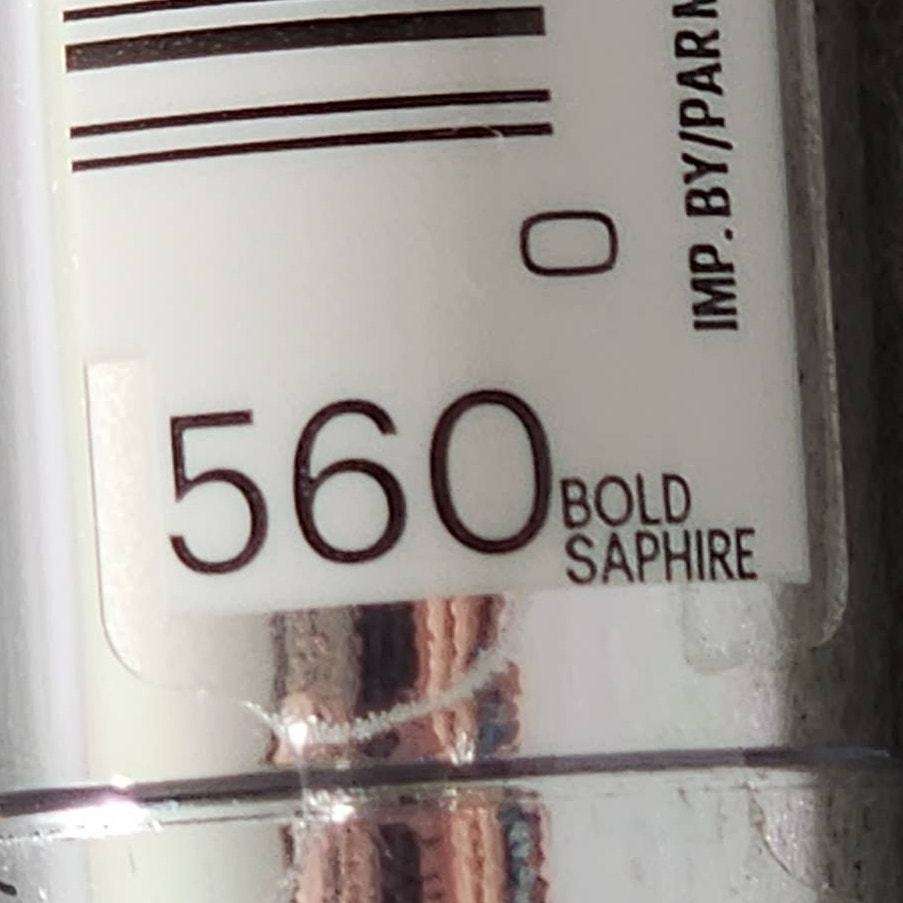 0
IMP. BY/PAR
560 BOLD
SAPHIRE